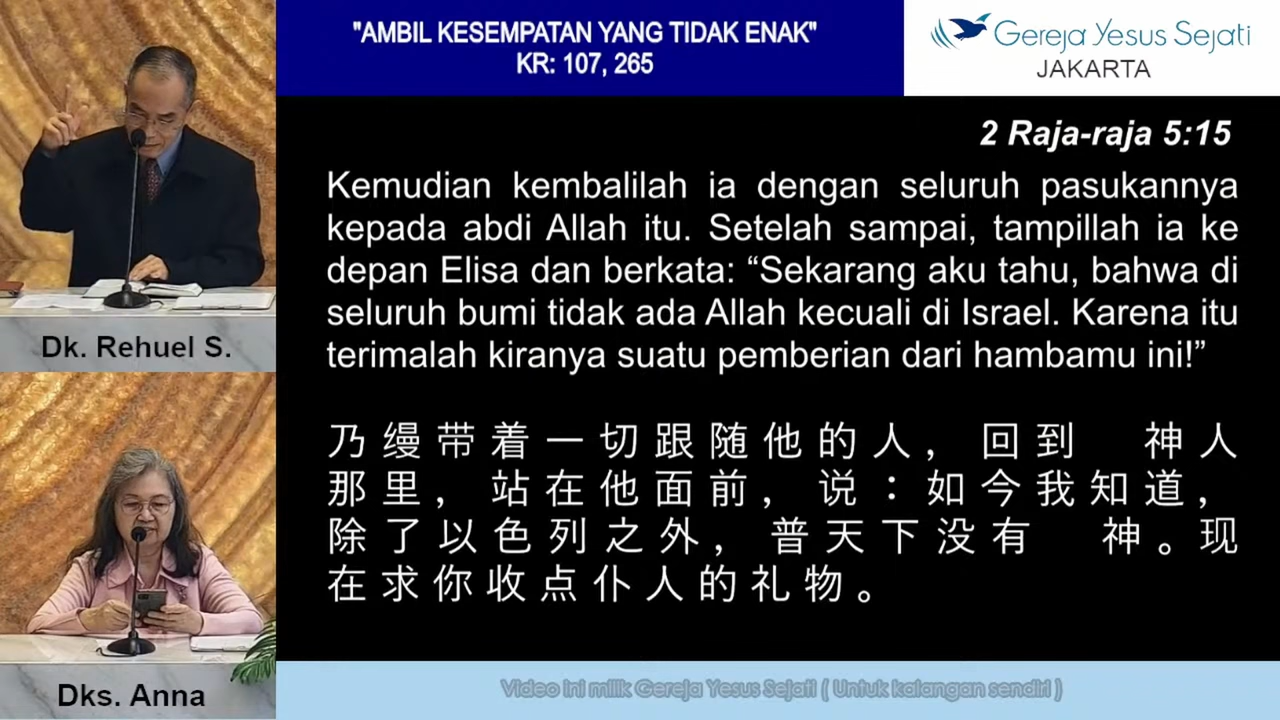 "AMBIL KESEMPATAN YANG TIDAK ENAK"
KR: 107, 265
Gereja Yesus Sejati
JAKARTA
2 Raja-raja 5:15
Kemudian kembalilah ia dengan seluruh pasukannya
kepada abdi Allah itu. Setelah sampai, tampillah ia ke
depan Elisa dan berkata: “Sekarang aku tahu, bahwa di
seluruh bumi tidak ada Allah kecuali di Israel. Karena itu
terimalah kiranya suatu pemberian dari hambamu ini!”
乃缦带着一切跟随他的人，回到 神人
那里，站在他面前，说：如今我知道，
除了以色列之外，普天下没有 神。现
在求你收点仆人的礼物。
Dk. Rehuel S.
Dks. Anna
Video ini milik Gereja Yesus Sejati ( Untuk kalangan sendiri )